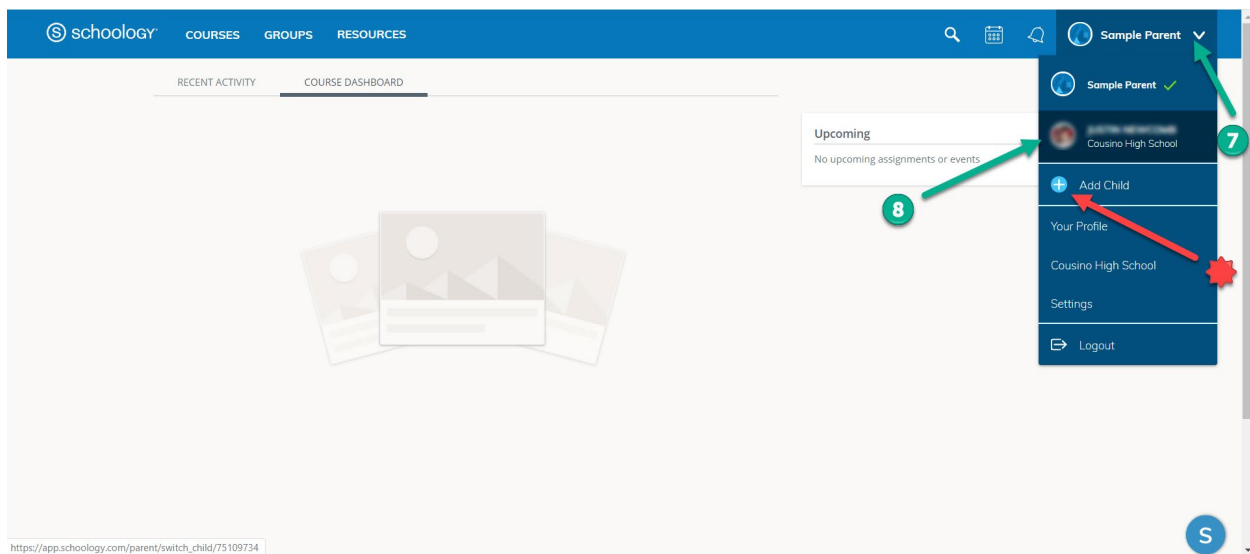 schoology COURSES GROUPS RESOURCES Sample Parent
RECENT ACTIVITY COURSE DASHBOARD
Sample Parent
Upcoming
No upcoming assignments or events
Cousino High School
7
8
Add Child
Your Profile
Cousino High School
Settings
Logout
S
https://app.schoology.com/parent/switch_child/75109734